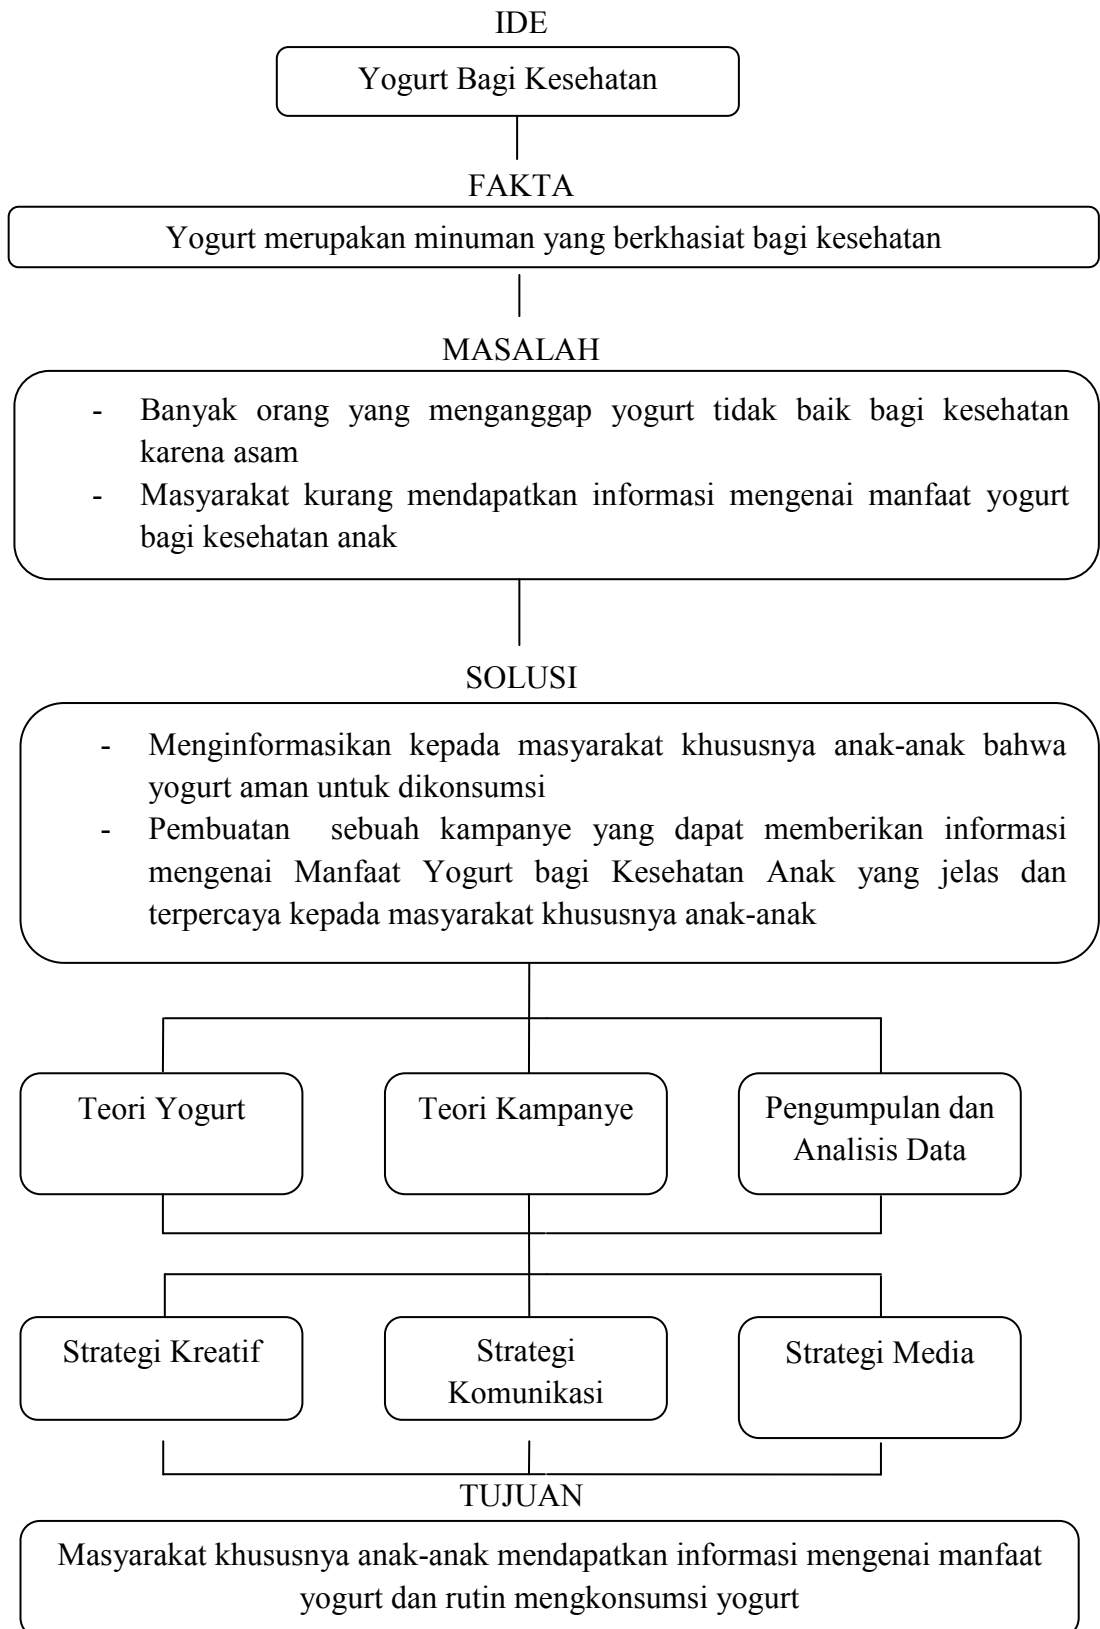 IDE
Yogurt Bagi Kesehatan
FAKTA
Yogurt merupakan minuman yang berkhasiat bagi kesehatan
MASALAH
- Banyak orang yang menganggap yogurt tidak baik bagi kesehatan
karena asam
- Masyarakat kurang mendapatkan informasi mengenai manfaat yogurt
bagi kesehatan anak
SOLUSI
- Menginformasikan kepada masyarakat khususnya anak-anak bahwa
yogurt aman untuk dikonsumsi
- Pembuatan sebuah kampanye yang dapat memberikan informasi
mengenai Manfaat Yogurt bagi Kesehatan Anak yang jelas dan
terpercaya kepada masyarakat khususnya anak-anak
Teori Yogurt
Teori Kampanye
Pengumpulan dan
Analisis Data
Strategi Kreatif
Strategi
Komunikasi
Strategi Media
TUJUAN
Masyarakat khususnya anak-anak mendapatkan informasi mengenai manfaat
yogurt dan rutin mengkonsumsi yogurt